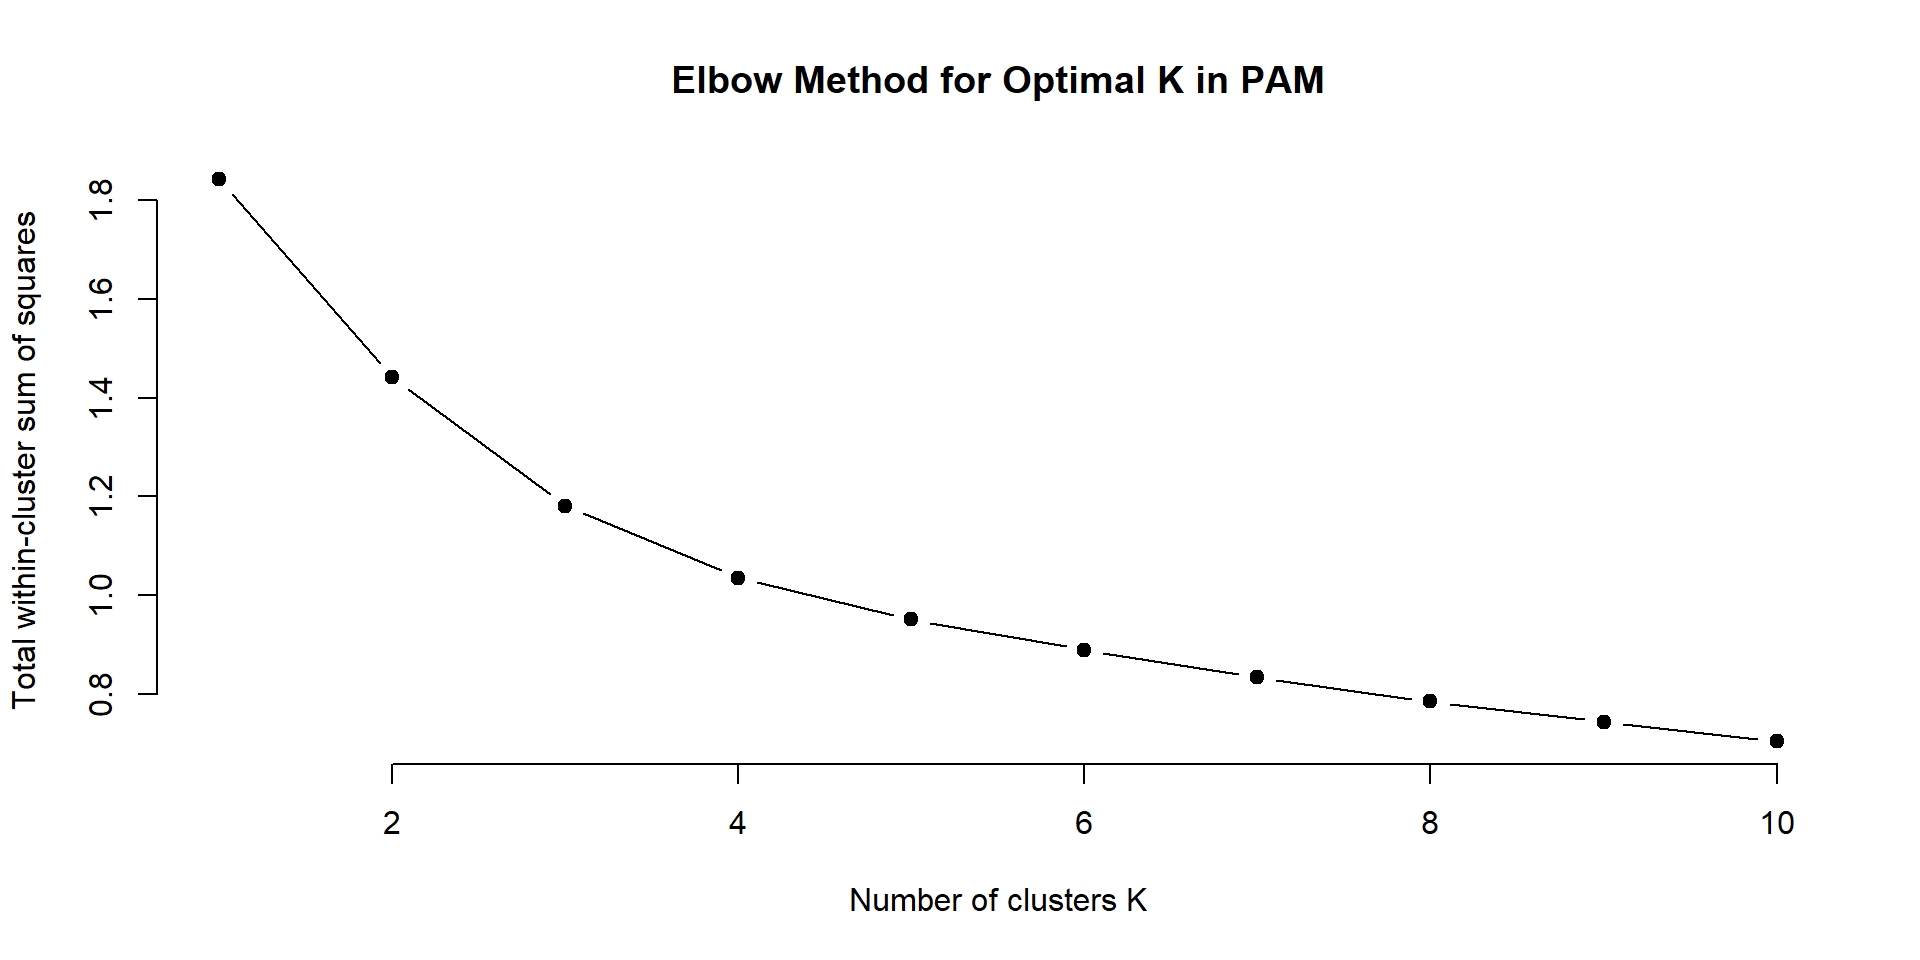 Elbow Method for Optimal K in PAM
Total within-cluster sum of squares
1.8
1.6
1.4
1.2
1.0
0.8
2 4 6 8 10
Number of clusters K